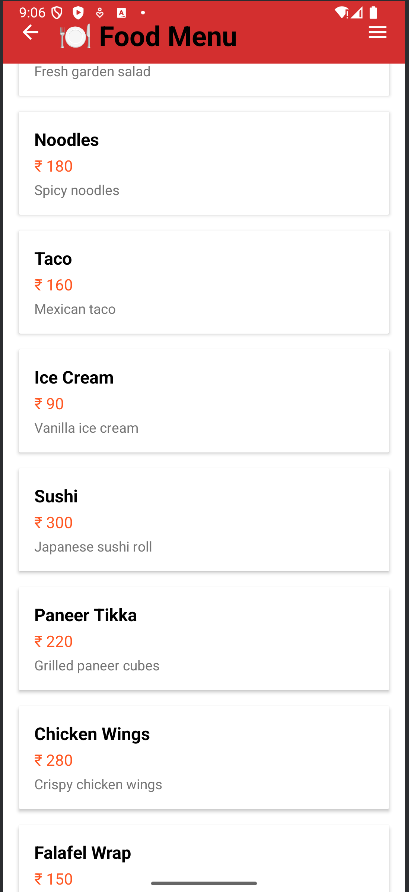 9:06
Food Menu
Fresh garden salad
Noodles
₹ 180
Spicy noodles
Taco
₹ 160
Mexican taco
Ice Cream
₹ 90
Vanilla ice cream
Sushi
₹ 300
Japanese sushi roll
Paneer Tikka
₹ 220
Grilled paneer cubes
Chicken Wings
₹ 280
Crispy chicken wings
Falafel Wrap
₹ 150